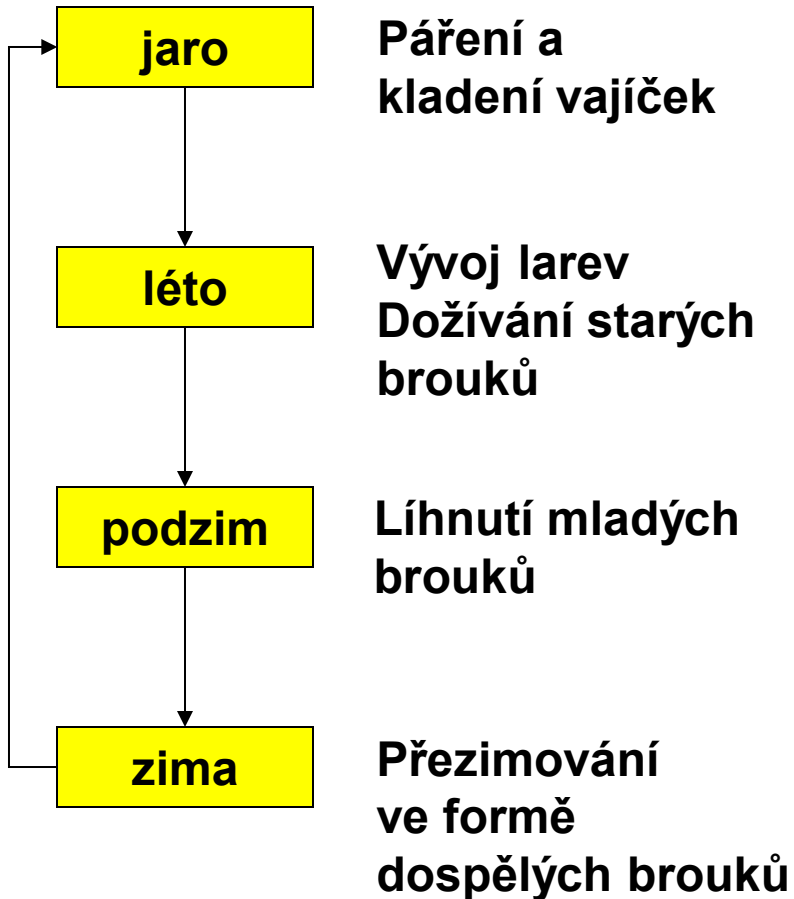 jaro
Páření a
kladení vajíček
léto
Vývoj larev
Dožívání starých
brouků
podzim
Líhnutí mladých
brouků
zima
Přezimování
ve formě
dospělých brouků